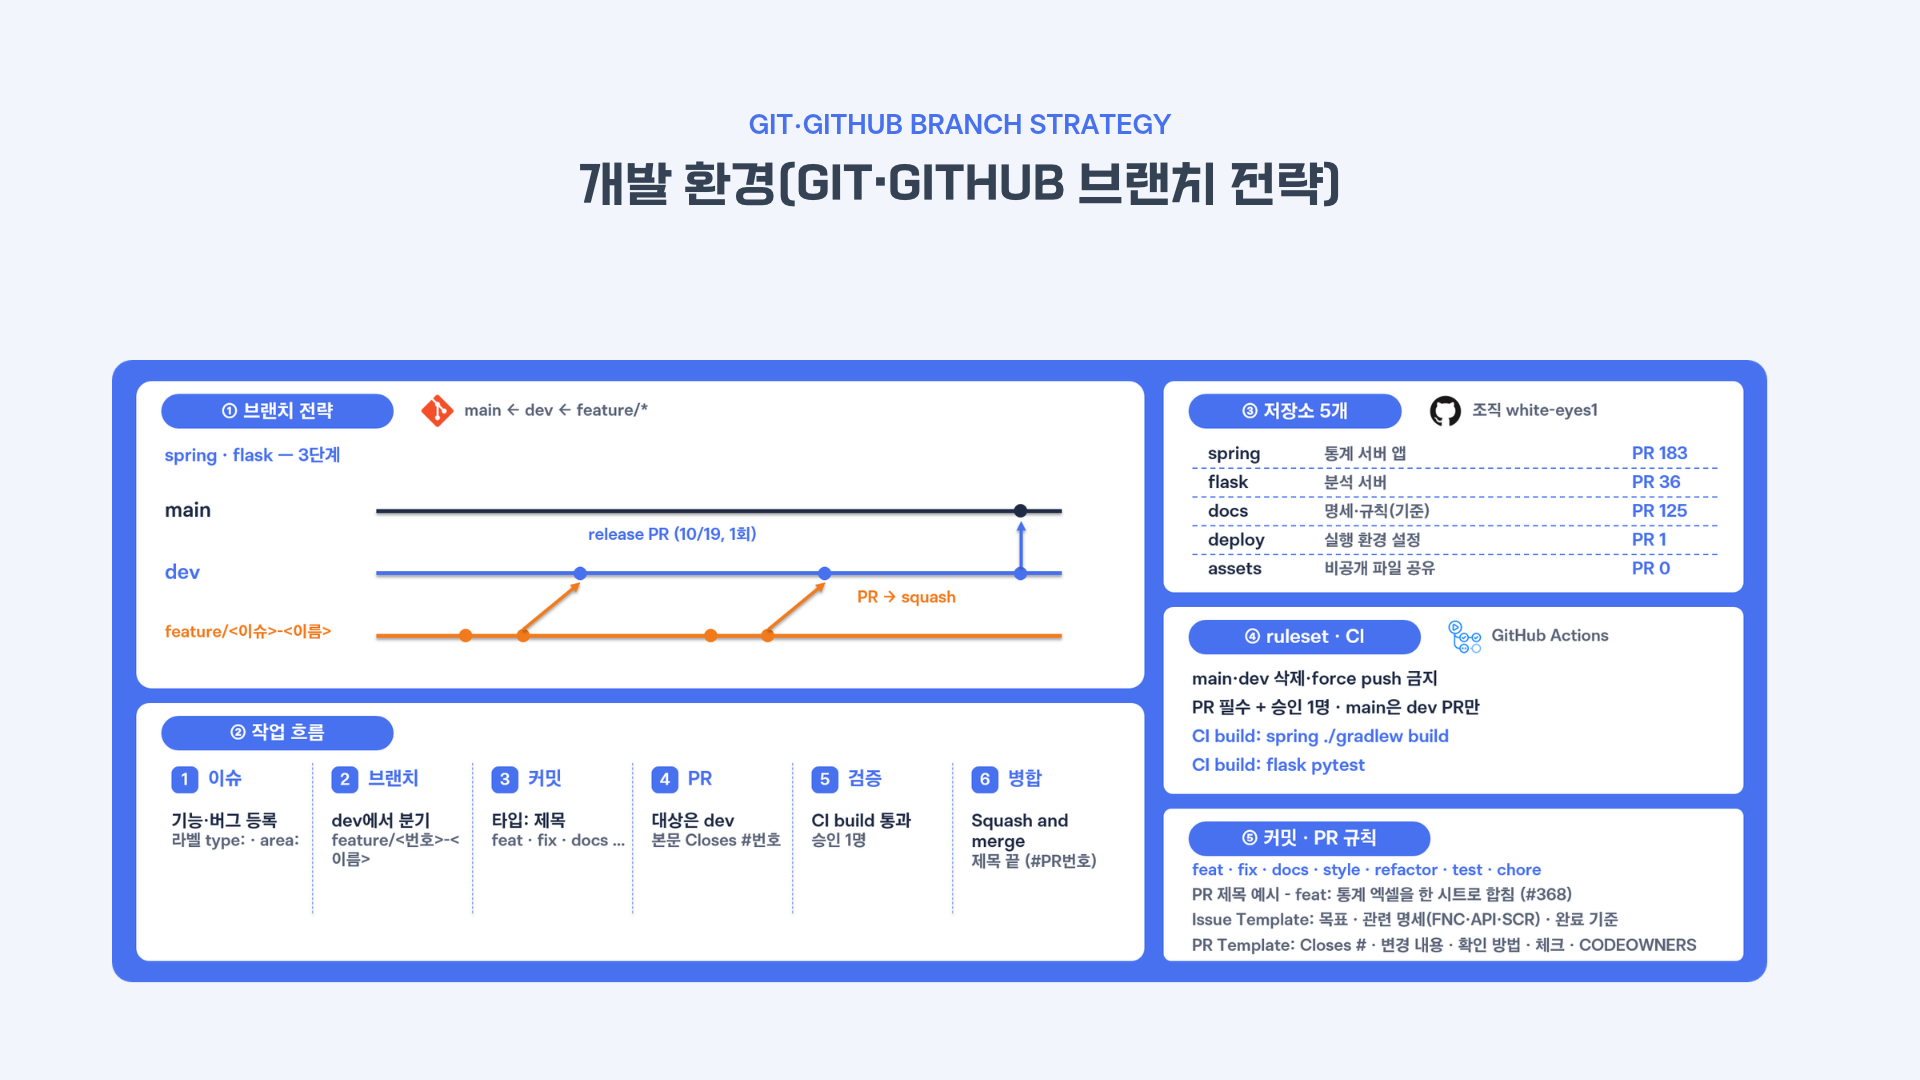 GIT·GITHUB BRANCH STRATEGY
개발 환경(GIT·GITHUB 브랜치 전략)
① 브랜치 전략
main ← dev ← feature/*
spring · flask — 3단계
main
release PR (10/19, 1회)
dev
PR → squash
feature/<이슈>-<이름>
② 작업 흐름
1 이슈
기능·버그 등록
라벨 type: · area:
2 브랜치
dev에서 분기
feature/<번호>-<
이름>
3 커밋
타입: 제목
feat · fix · docs ...
4 PR
대상은 dev
본문 Closes #번호
5 검증
CI build 통과
승인 1명
6 병합
Squash and
merge
제목 끝 (#PR번호)
③ 저장소 5개
조직 white-eyes1
spring 통계 서버 앱 PR 183
flask 분석 서버 PR 36
docs 명세·규칙(기준) PR 125
deploy 실행 환경 설정 PR 1
assets 비공개 파일 공유 PR 0
④ ruleset · CI
GitHub Actions
main·dev 삭제·force push 금지
PR 필수 + 승인 1명 · main은 dev PR만
CI build: spring ./gradlew build
CI build: flask pytest
⑤ 커밋 · PR 규칙
feat · fix · docs · style · refactor · test · chore
PR 제목 예시 - feat: 통계 엑셀을 한 시트로 합침 (#368)
Issue Template: 목표 · 관련 명세(FNC·API·SCR) · 완료 기준
PR Template: Closes # · 변경 내용 · 확인 방법 · 체크 · CODEOWNERS